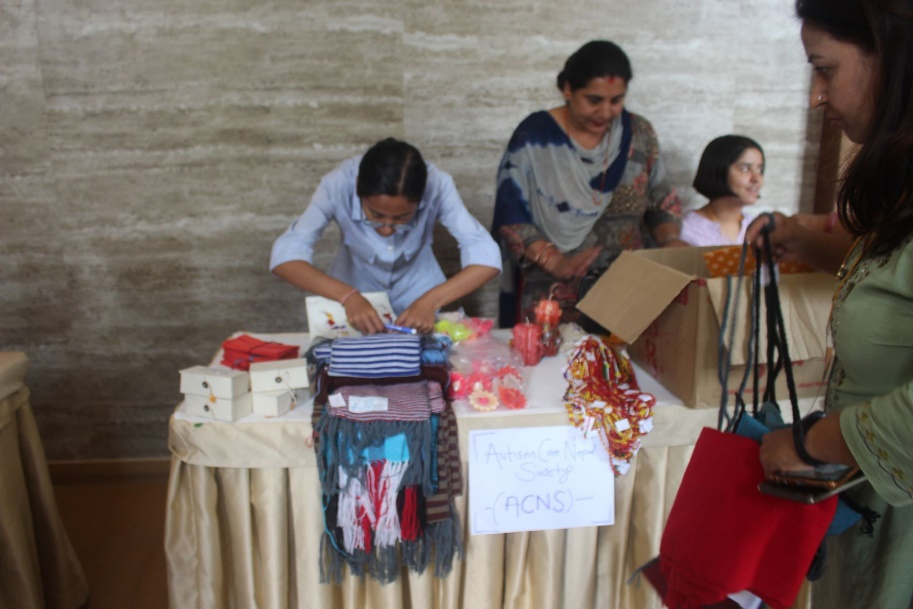 Autism Care Nepal
Society
-(ACNS)-